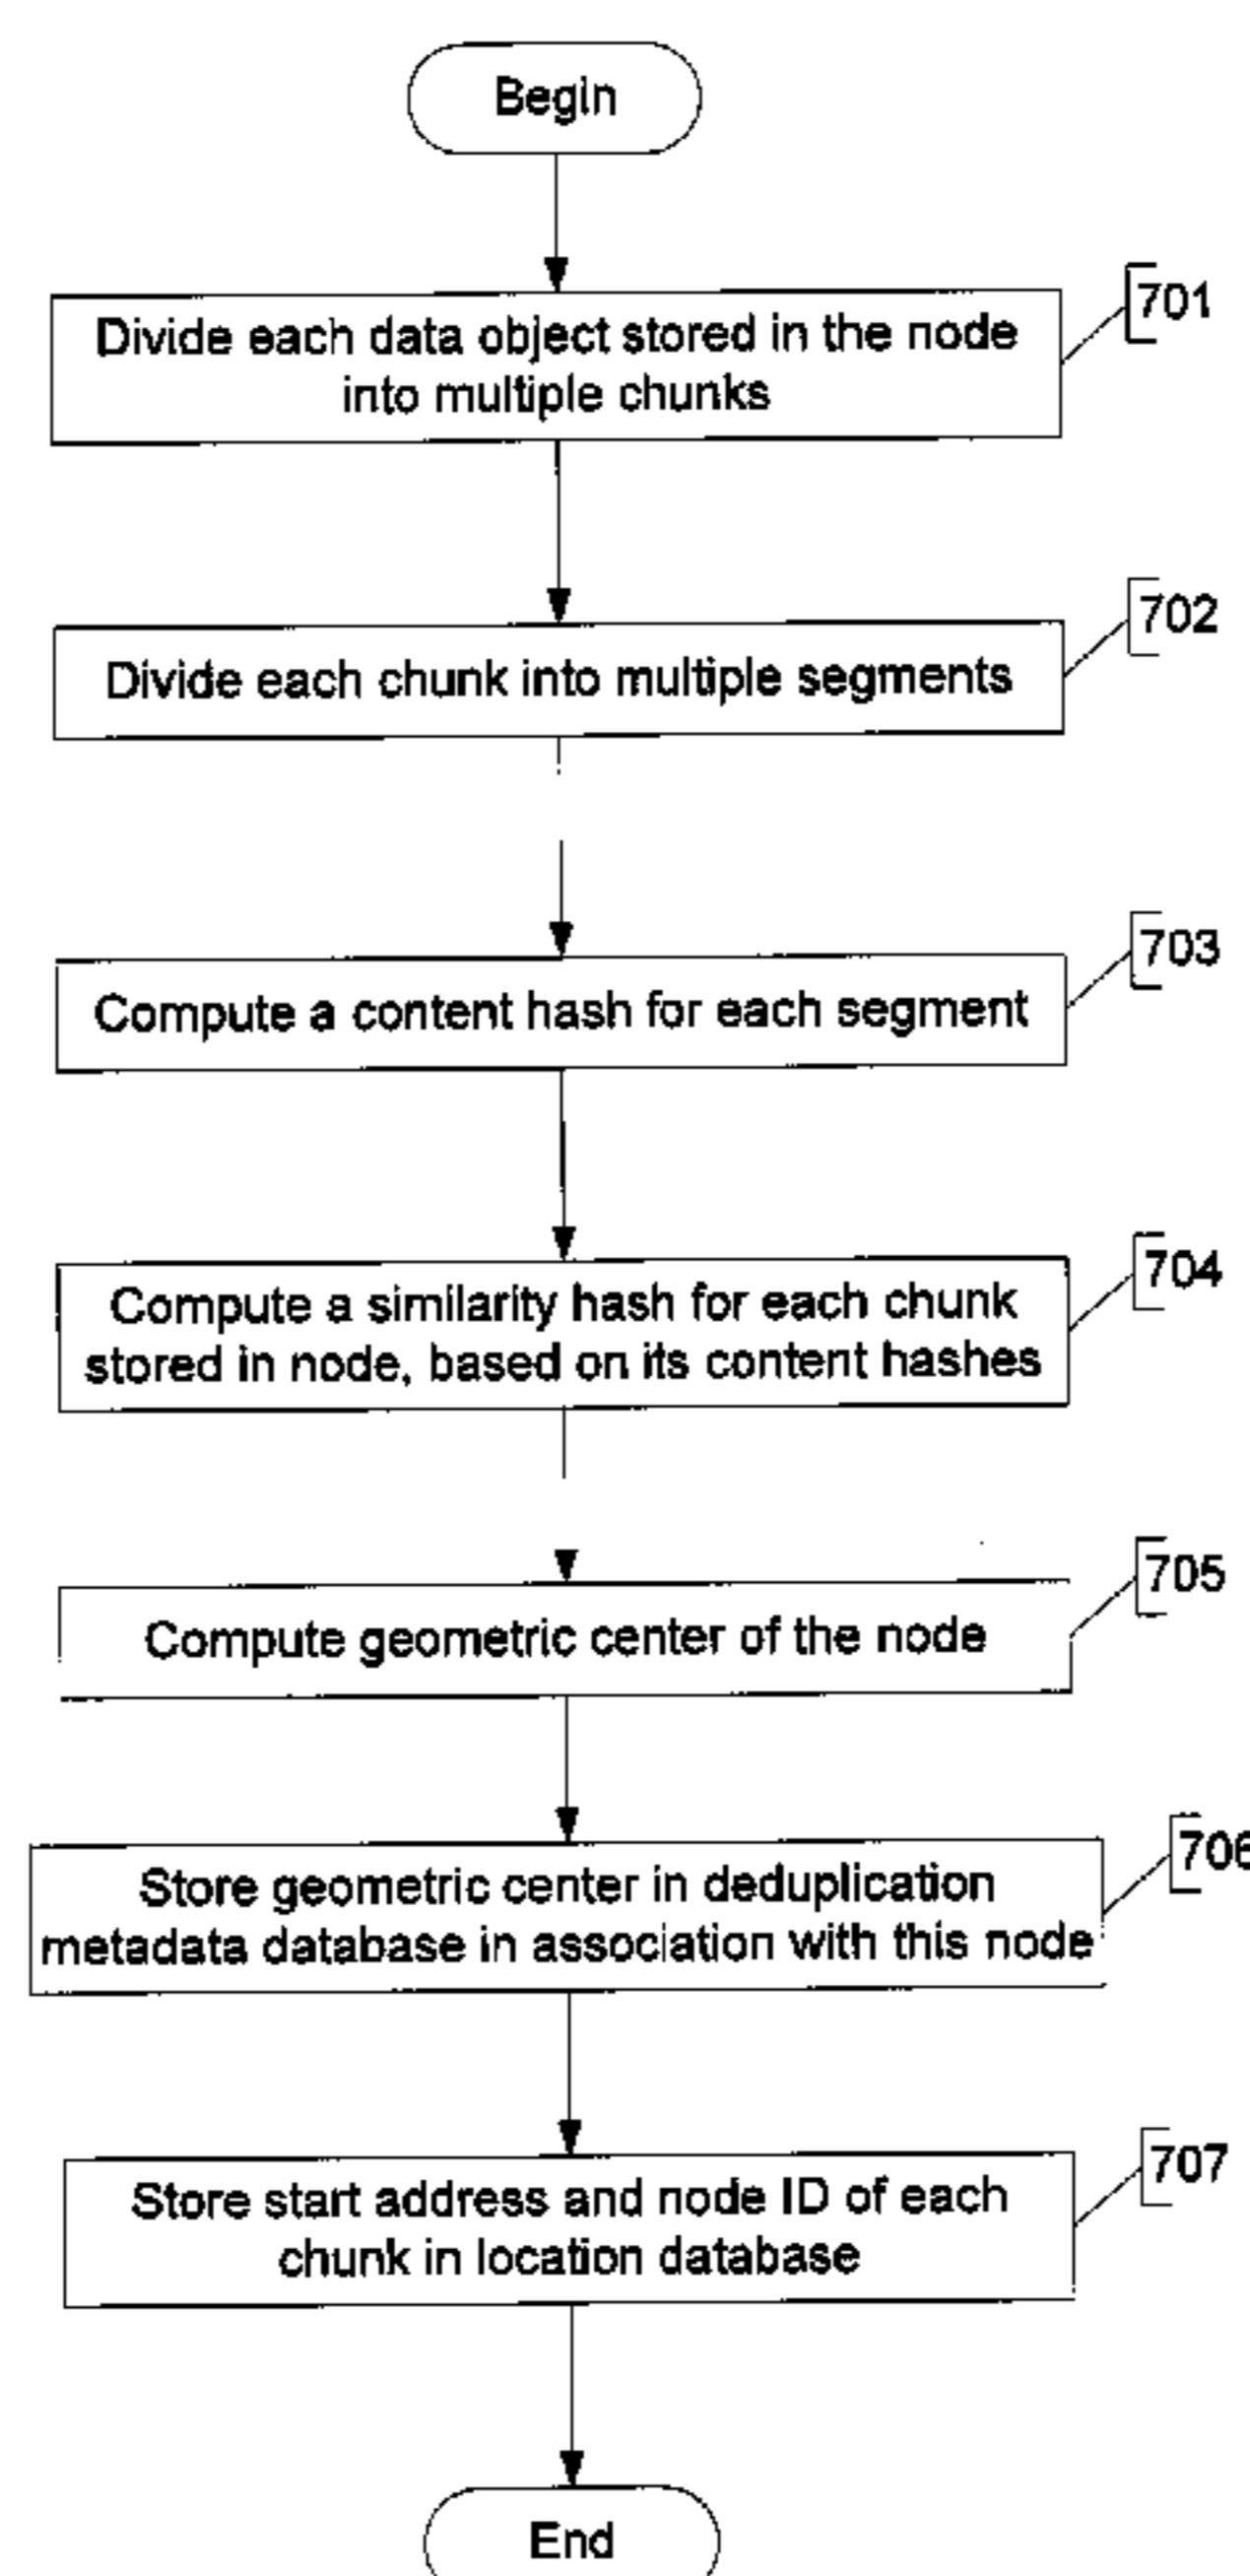 Begin
701
Divide each data object stored in the node
into multiple chunks
702
Divide each chunk into multiple segments
703
Compute a content hash for each segment
704
Compute a similarity hash for each chunk
stored in node, based on its content hashes
705
Compute geometric center of the node
706
Store geometric center in deduplication
metadata database in association with this node
707
Store start address and node ID of each
chunk in location database
End